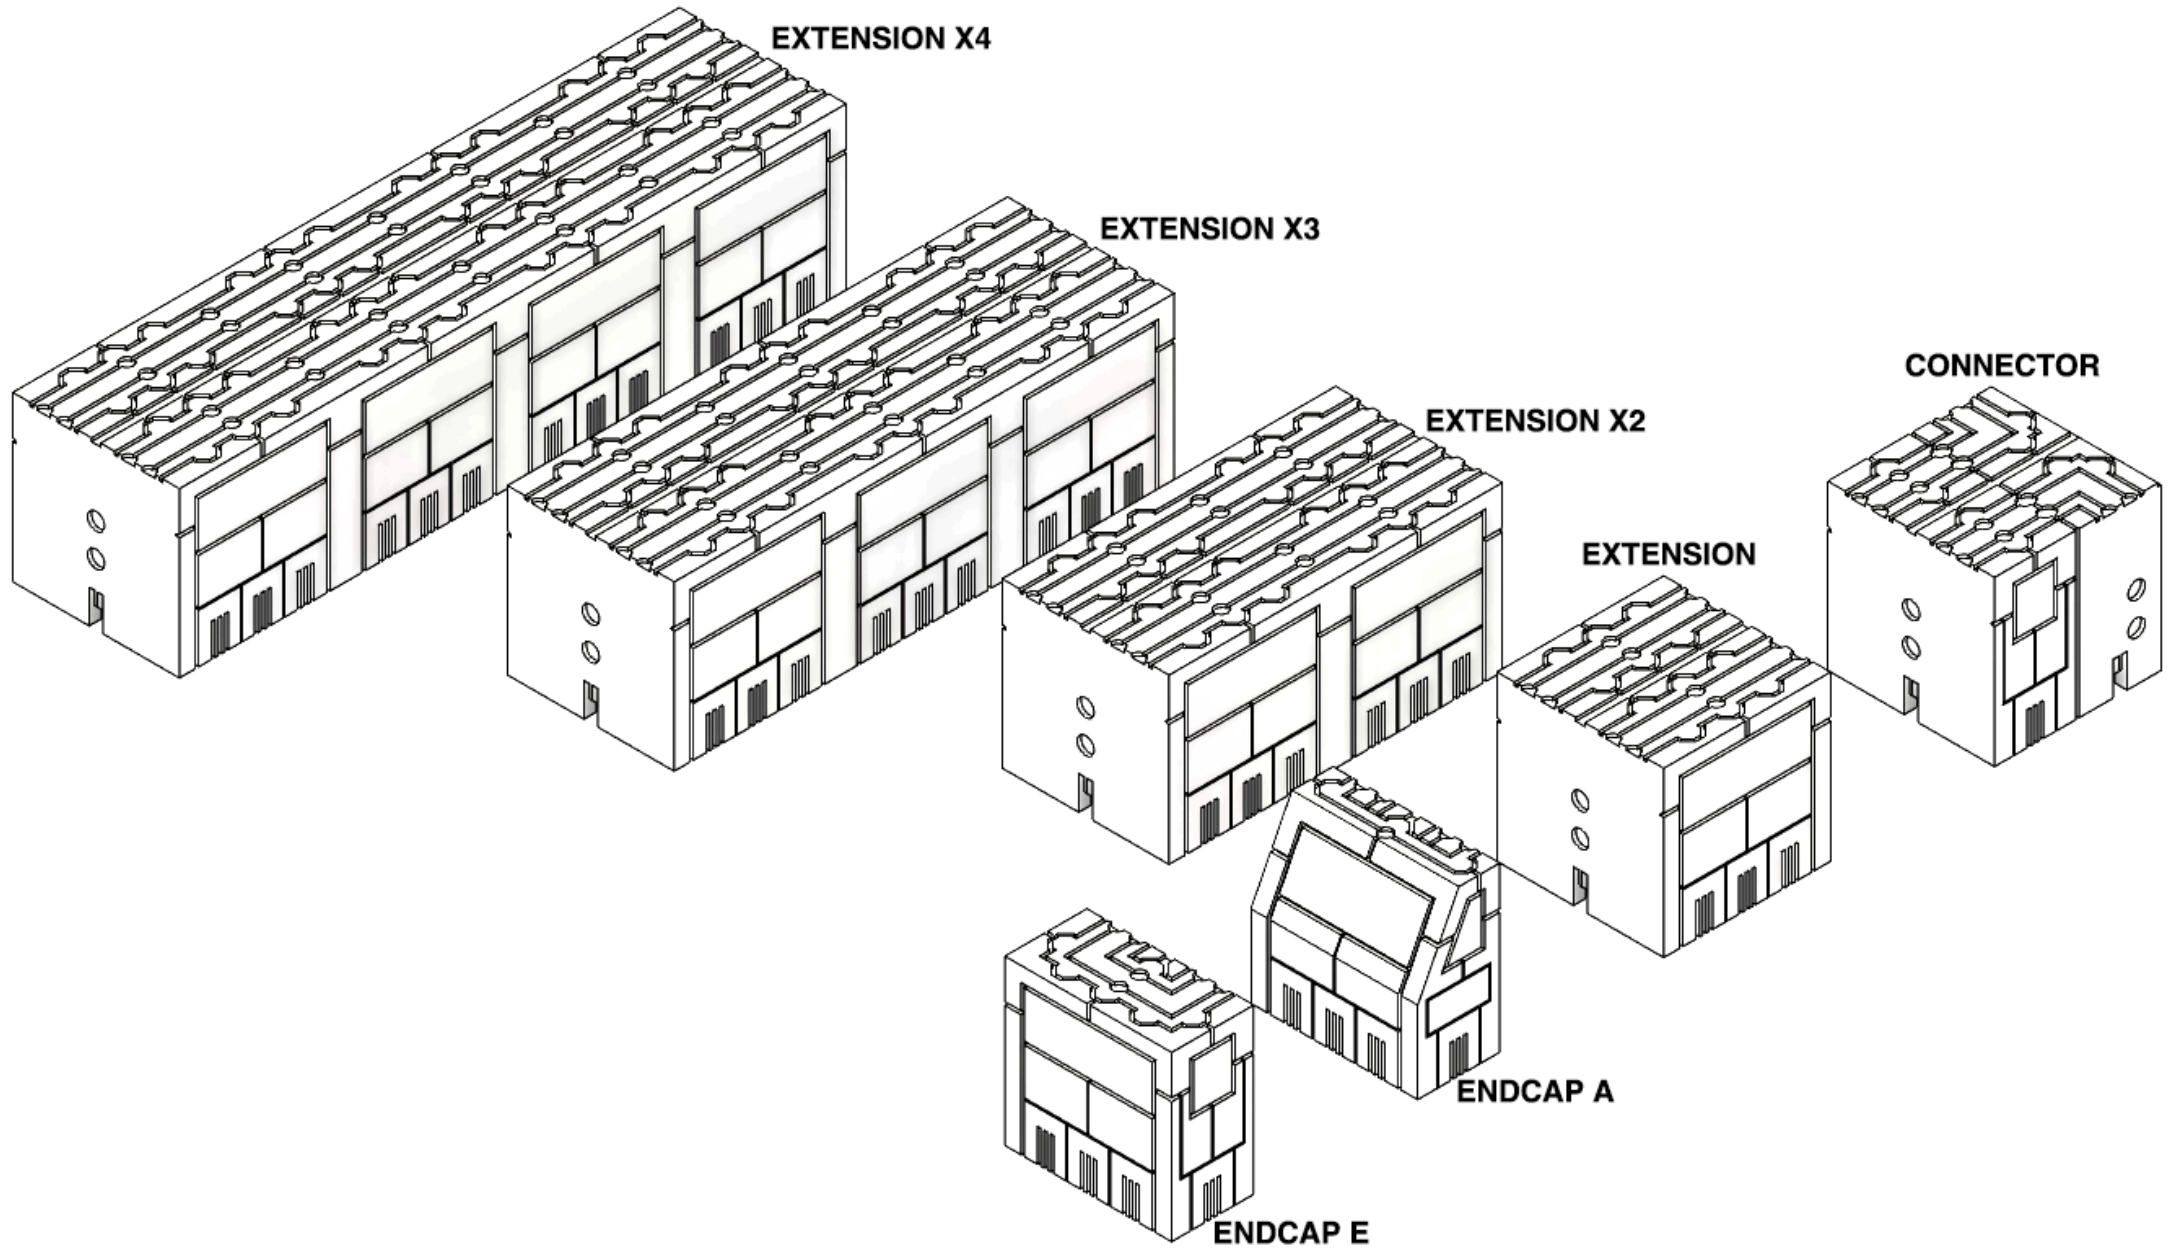 EXTENSION X4
EXTENSION X3
CONNECTOR
EXTENSION X2
EXTENSION
ENDCAP A
ENDCAP E